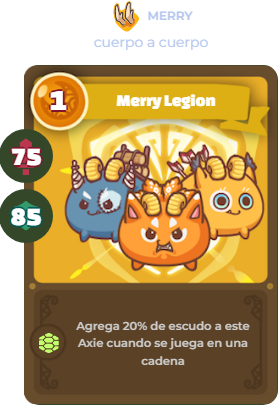 MERRY
cuerpo a cuerpo
1
Merry Legion
75
85
Agrega 20% de escudo a este
Axie cuando se juega en una
cadena